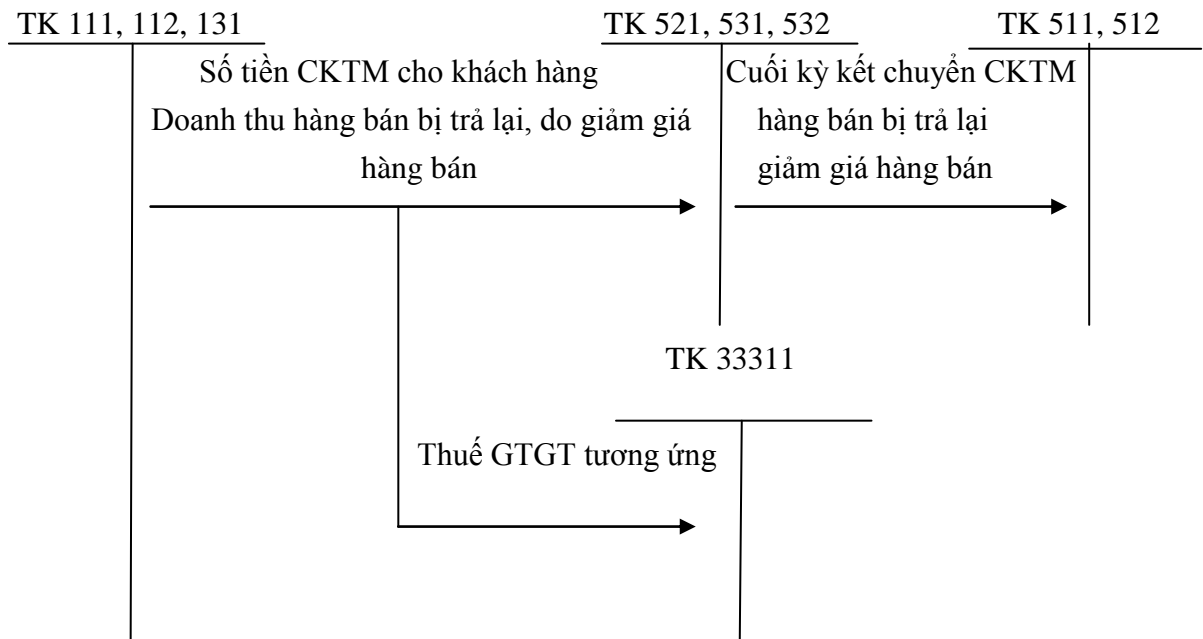 TK 111, 112, 131
TK 521, 531, 532
TK 511, 512
Số tiền CKTM cho khách hàng
Doanh thu hàng bán bị trả lại, do giảm giá
hàng bán
Cuối kỳ kết chuyển CKTM
hàng bán bị trả lại
giảm giá hàng bán
TK 33311
Thuế GTGT tương ứng